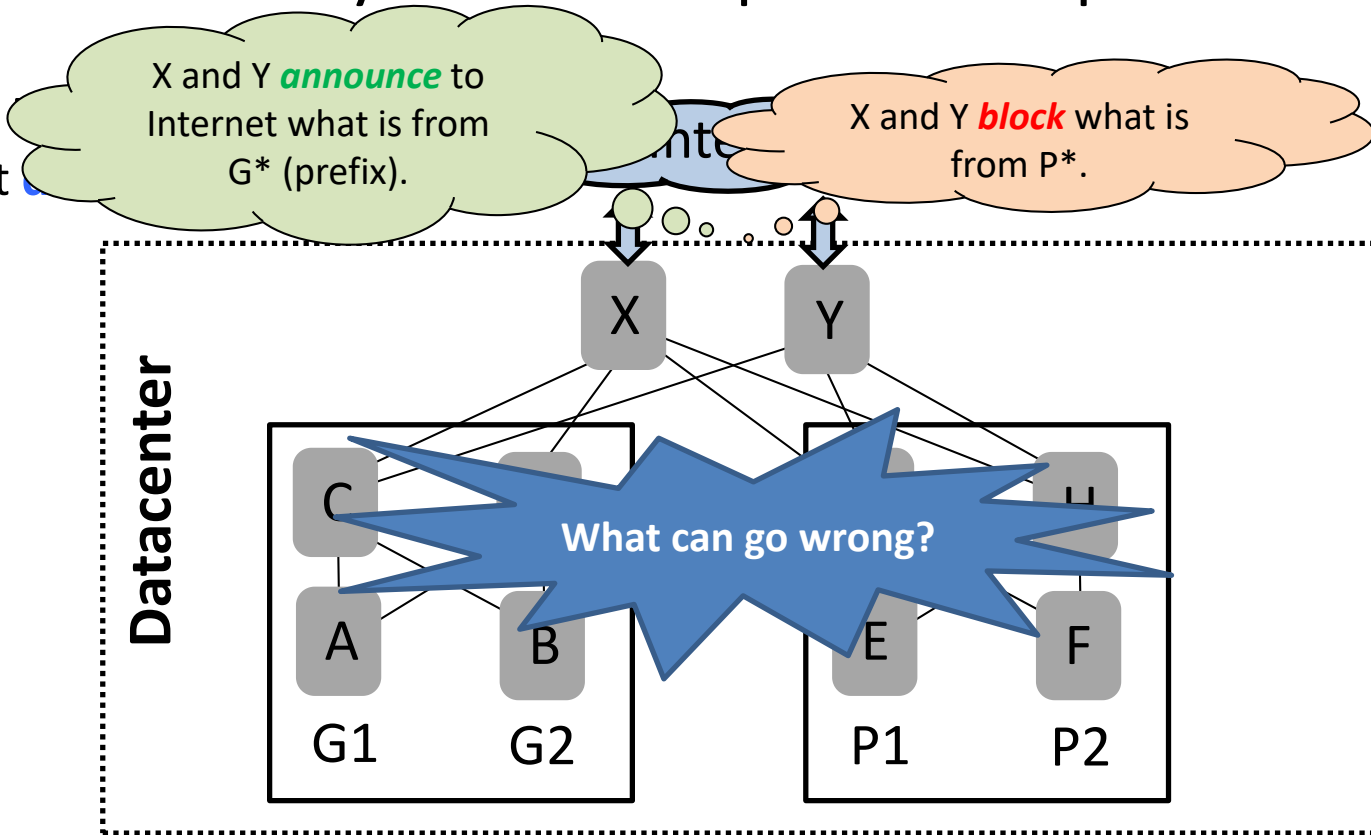 X and Y announce to
Internet what is from
G* (prefix).
X and Y block what is
from P*.
X
Y
Datacenter
C
H
What can go wrong?
A
B
E
F
G1
G2
P1
P2